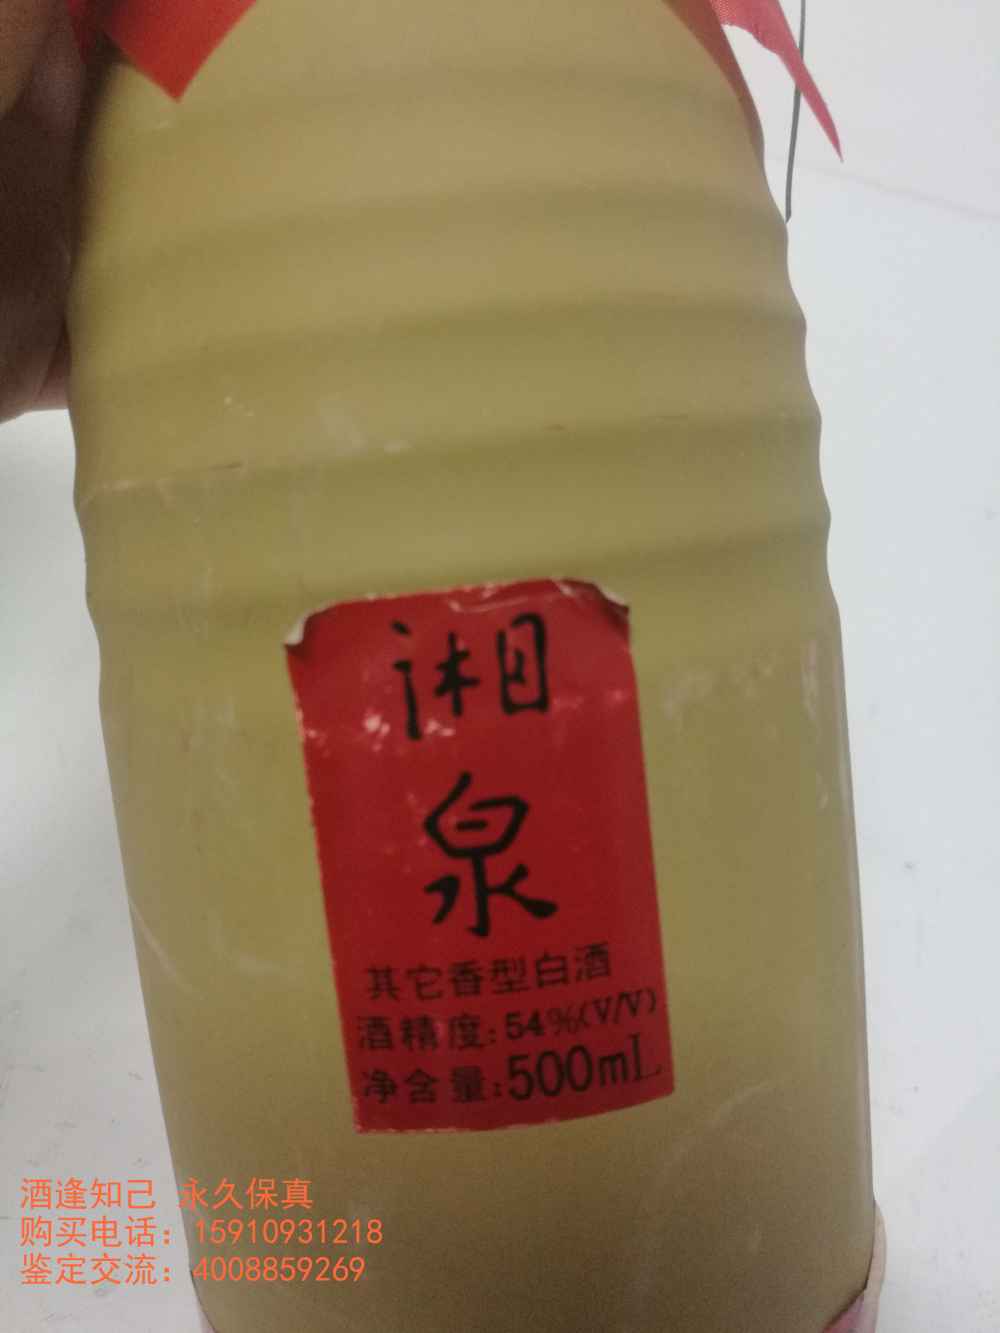 湘
泉
其它香型白酒
酒精度:54%(V/V)
净含量:500mL
酒逢知己 永久保真
购买电话：15910931218
鉴定交流：4008859269